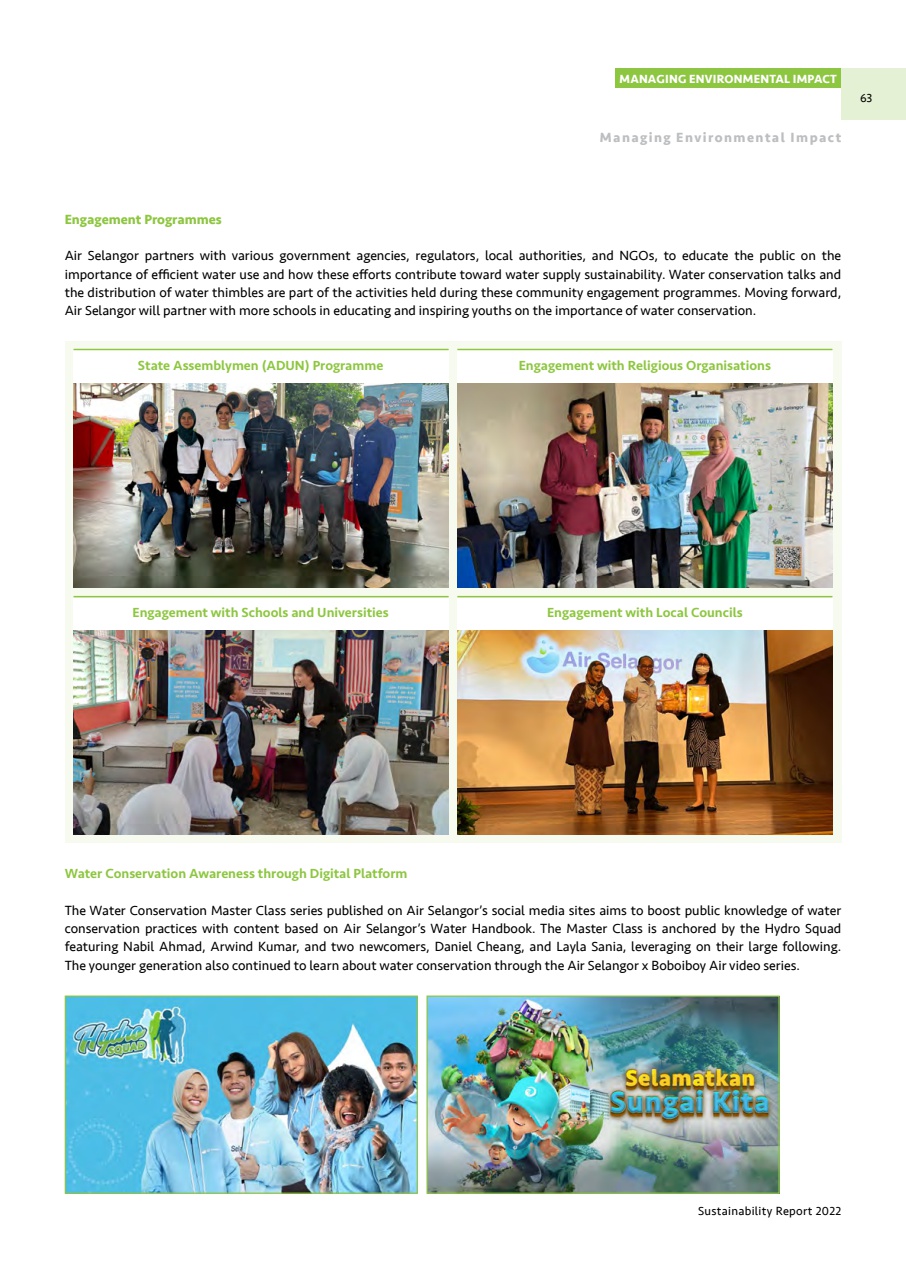 MANAGING ENVIRONMENTAL IMPACT
63
Managing Environmental Impact
Engagement Programmes
Air Selangor partners with various government agencies, regulators, local authorities, and NGOs, to educate the public on the
importance of efficient water use and how these efforts contribute toward water supply sustainability. Water conservation talks and
the distribution of water thimbles are part of the activities held during these community engagement programmes. Moving forward,
Air Selangor will partner with more schools in educating and inspiring youths on the importance of water conservation.
State Assemblymen (ADUN) Programme
Engagement with Religious Organisations
Air Selangor
Engagement with Schools and Universities
Engagement with Local Councils
Air Selangor
Water Conservation Awareness through Digital Platform
The Water Conservation Master Class series published on Air Selangor's social media sites aims to boost public knowledge of water
conservation practices with content based on Air Selangor's Water Handbook. The Master Class is anchored by the Hydro Squad
featuring Nabil Ahmad, Arwind Kumar, and two newcomers, Daniel Cheang, and Layla Sania, leveraging on their large following.
The younger generation also continued to learn about water conservation through the Air Selangor x Boboiboy Air video series.
Hydro
SQUAD
Selamatkan
Sungai Kita
Sustainability Report 2022